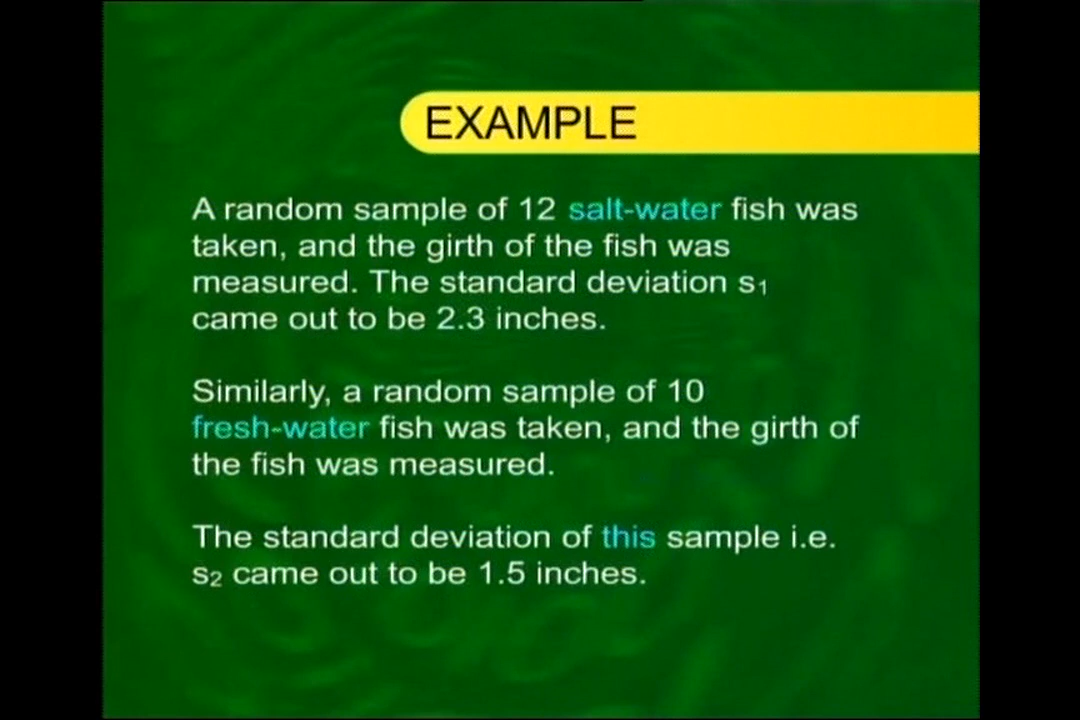 EXAMPLE
A random sample of 12 salt-water fish was
taken, and the girth of the fish was
measured. The standard deviation s₁
came out to be 2.3 inches.
Similarly, a random sample of 10
fresh-water fish was taken, and the girth of
the fish was measured.
The standard deviation of this sample i.e.
s₂ came out to be 1.5 inches.